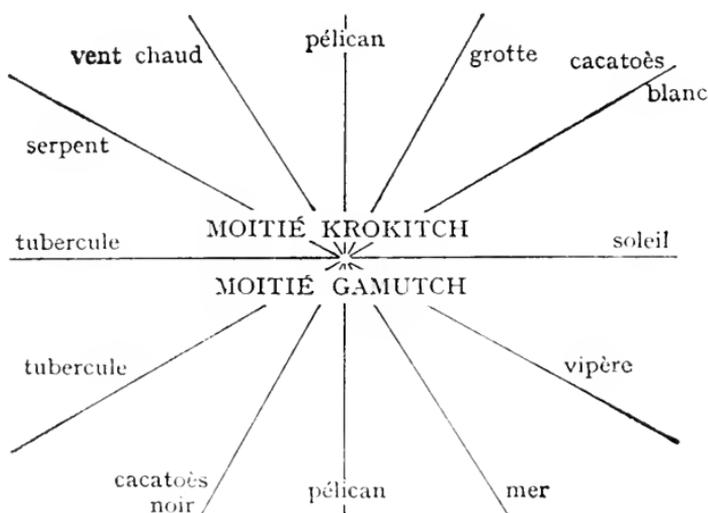 pélican
vent chaud
grotte
cacatoès
blanc
serpent
MOITIÉ KROKITCH
tubercule
soleil
MOITIÉ GAMUTCH
tubercule
vipère
cacatoès
noir
pélican
mer